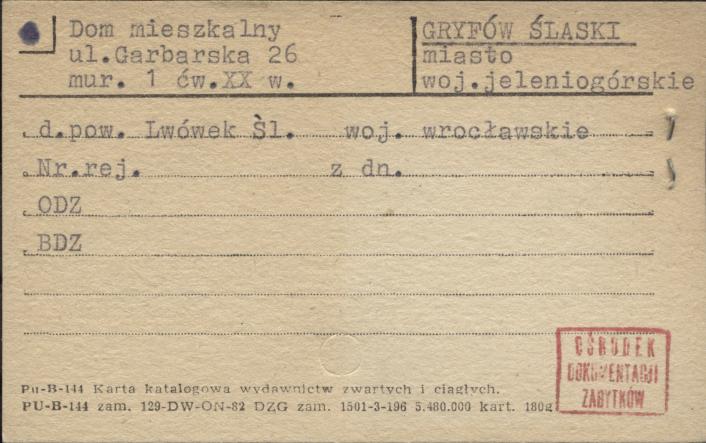 Dom mieszkalny
ul.Garbarska 26
mur. 1 ćw.XX w.
GRYFÓW ŚLASKI
miasto
woj.jeleniogórskie
d.pow. Lwówek Śl. woj. wrocławskie
Nr.rej. z dn.
ODZ
BDZ
OŚRODEK
DOKUMENTACJI
ZABYTKÓW
Pu-B-144 Karta katalogowa wydawnictw zwartych i ciągłych.
PU-B-144 zam. 129-DW-ON-82 DZG zam. 1501-3-196 5.480.000 kart. 180g